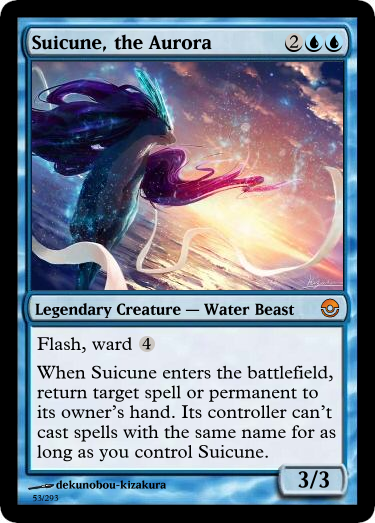 Suicune, the Aurora 2
Legendary Creature — Water Beast
Flash, ward 4
When Suicune enters the battlefield,
return target spell or permanent to
its owner's hand. Its controller can't
cast spells with the same name for as
long as you control Suicune.
3/3
dekunobou-kizakura
53/293